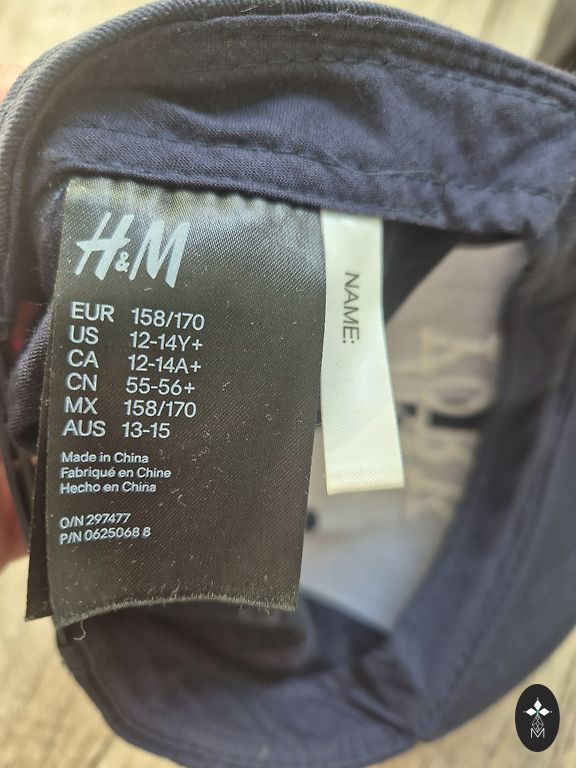 H&M
EUR 158/170
US 12-14Y+
CA 12-14A+
CN 55-56+
MX 158/170
AUS 13-15
Made in China
Fabriqué en Chine
Hecho en China
O/N 297477
P/N 0625068 8
NAME: